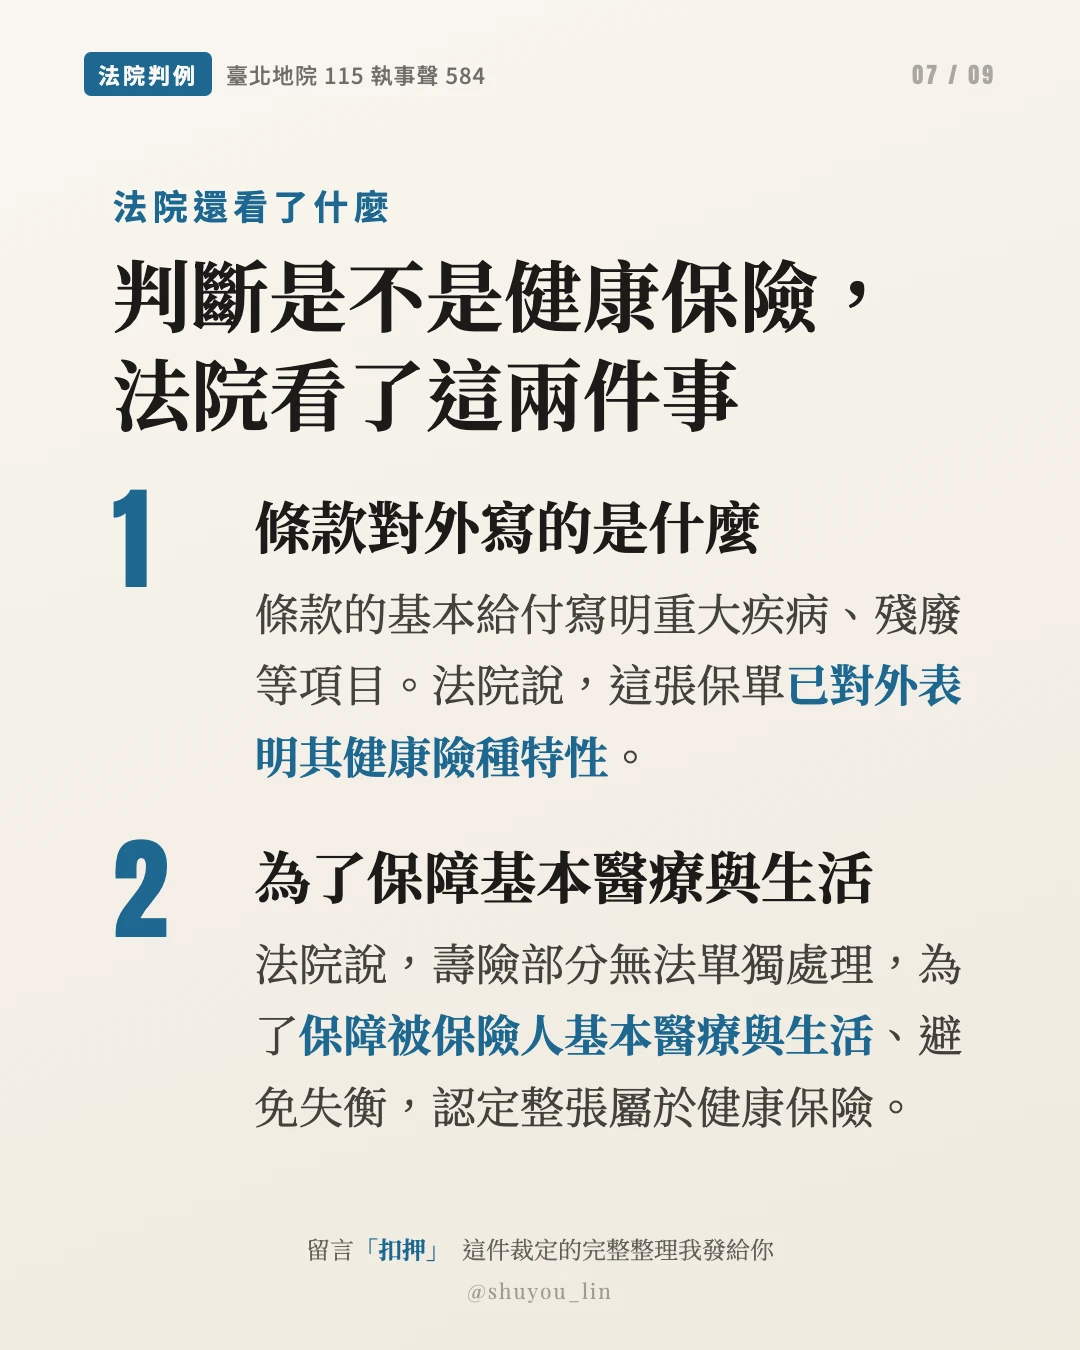 法院判例 臺北地院 115 執事聲 584
07 / 09
法院還看了什麼
判斷是不是健康保險，
法院看了這兩件事
1
條款對外寫的是什麼
條款的基本給付寫明重大疾病、殘廢
等項目。法院說，這張保單已對外表
明其健康險種特性。
2
為了保障基本醫療與生活
法院說，壽險部分無法單獨處理，為
了保障被保險人基本醫療與生活、避
免失衡，認定整張屬於健康保險。
留言「扣押」 這件裁定的完整整理我發給你
@shuyou_lin